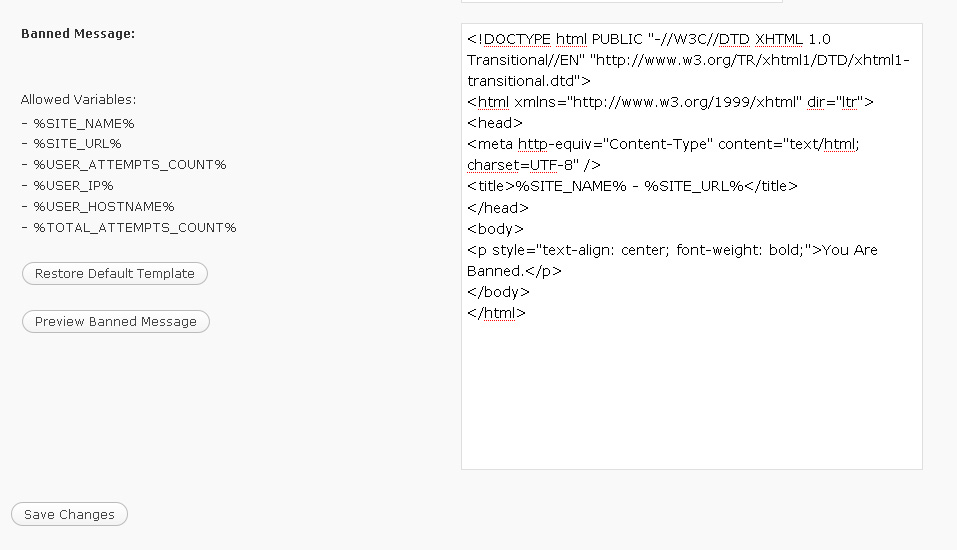 Banned Message:
Allowed Variables:
- %SITE_NAME%
- %SITE_URL%
- %USER_ATTEMPTS_COUNT%
- %USER_IP%
- %USER_HOSTNAME%
- %TOTAL_ATTEMPTS_COUNT%
Restore Default Template
Preview Banned Message
<!DOCTYPE html PUBLIC "-//W3C//DTD XHTML 1.0
Transitional//EN" "http://www.w3.org/TR/xhtml1/DTD/xhtml1-
transitional.dtd">
<html xmlns="http://www.w3.org/1999/xhtml" dir="ltr">
<head>
<meta http-equiv="Content-Type" content="text/html;
charset=UTF-8" />
<title>%SITE_NAME% - %SITE_URL%</title>
</head>
<body>
<p style="text-align: center; font-weight: bold;">You Are
Banned.</p>
</body>
</html>
Save Changes